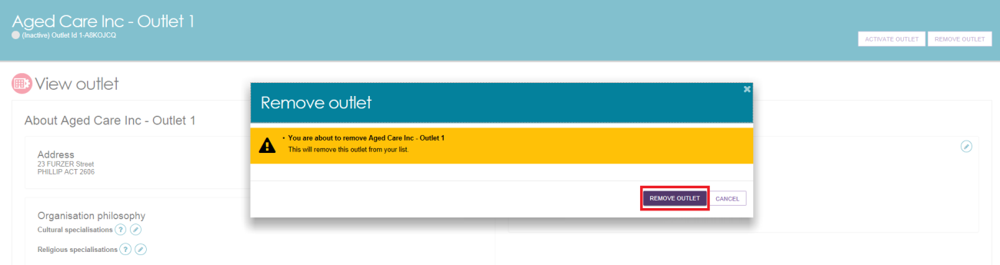 Aged Care Inc - Outlet 1
(Inactive) Outlet Id 1-A8KOJCQ
ACTIVATE OUTLET
REMOVE OUTLET
View outlet
Remove outlet
About Aged Care Inc - Outlet 1
• You are about to remove Aged Care Inc - Outlet 1
This will remove this outlet from your list.
Address
23 FURZER Street
PHILLIP ACT 2606
REMOVE OUTLET
CANCEL
Organisation philosophy
Cultural specialisations ?
Religious specialisations ?